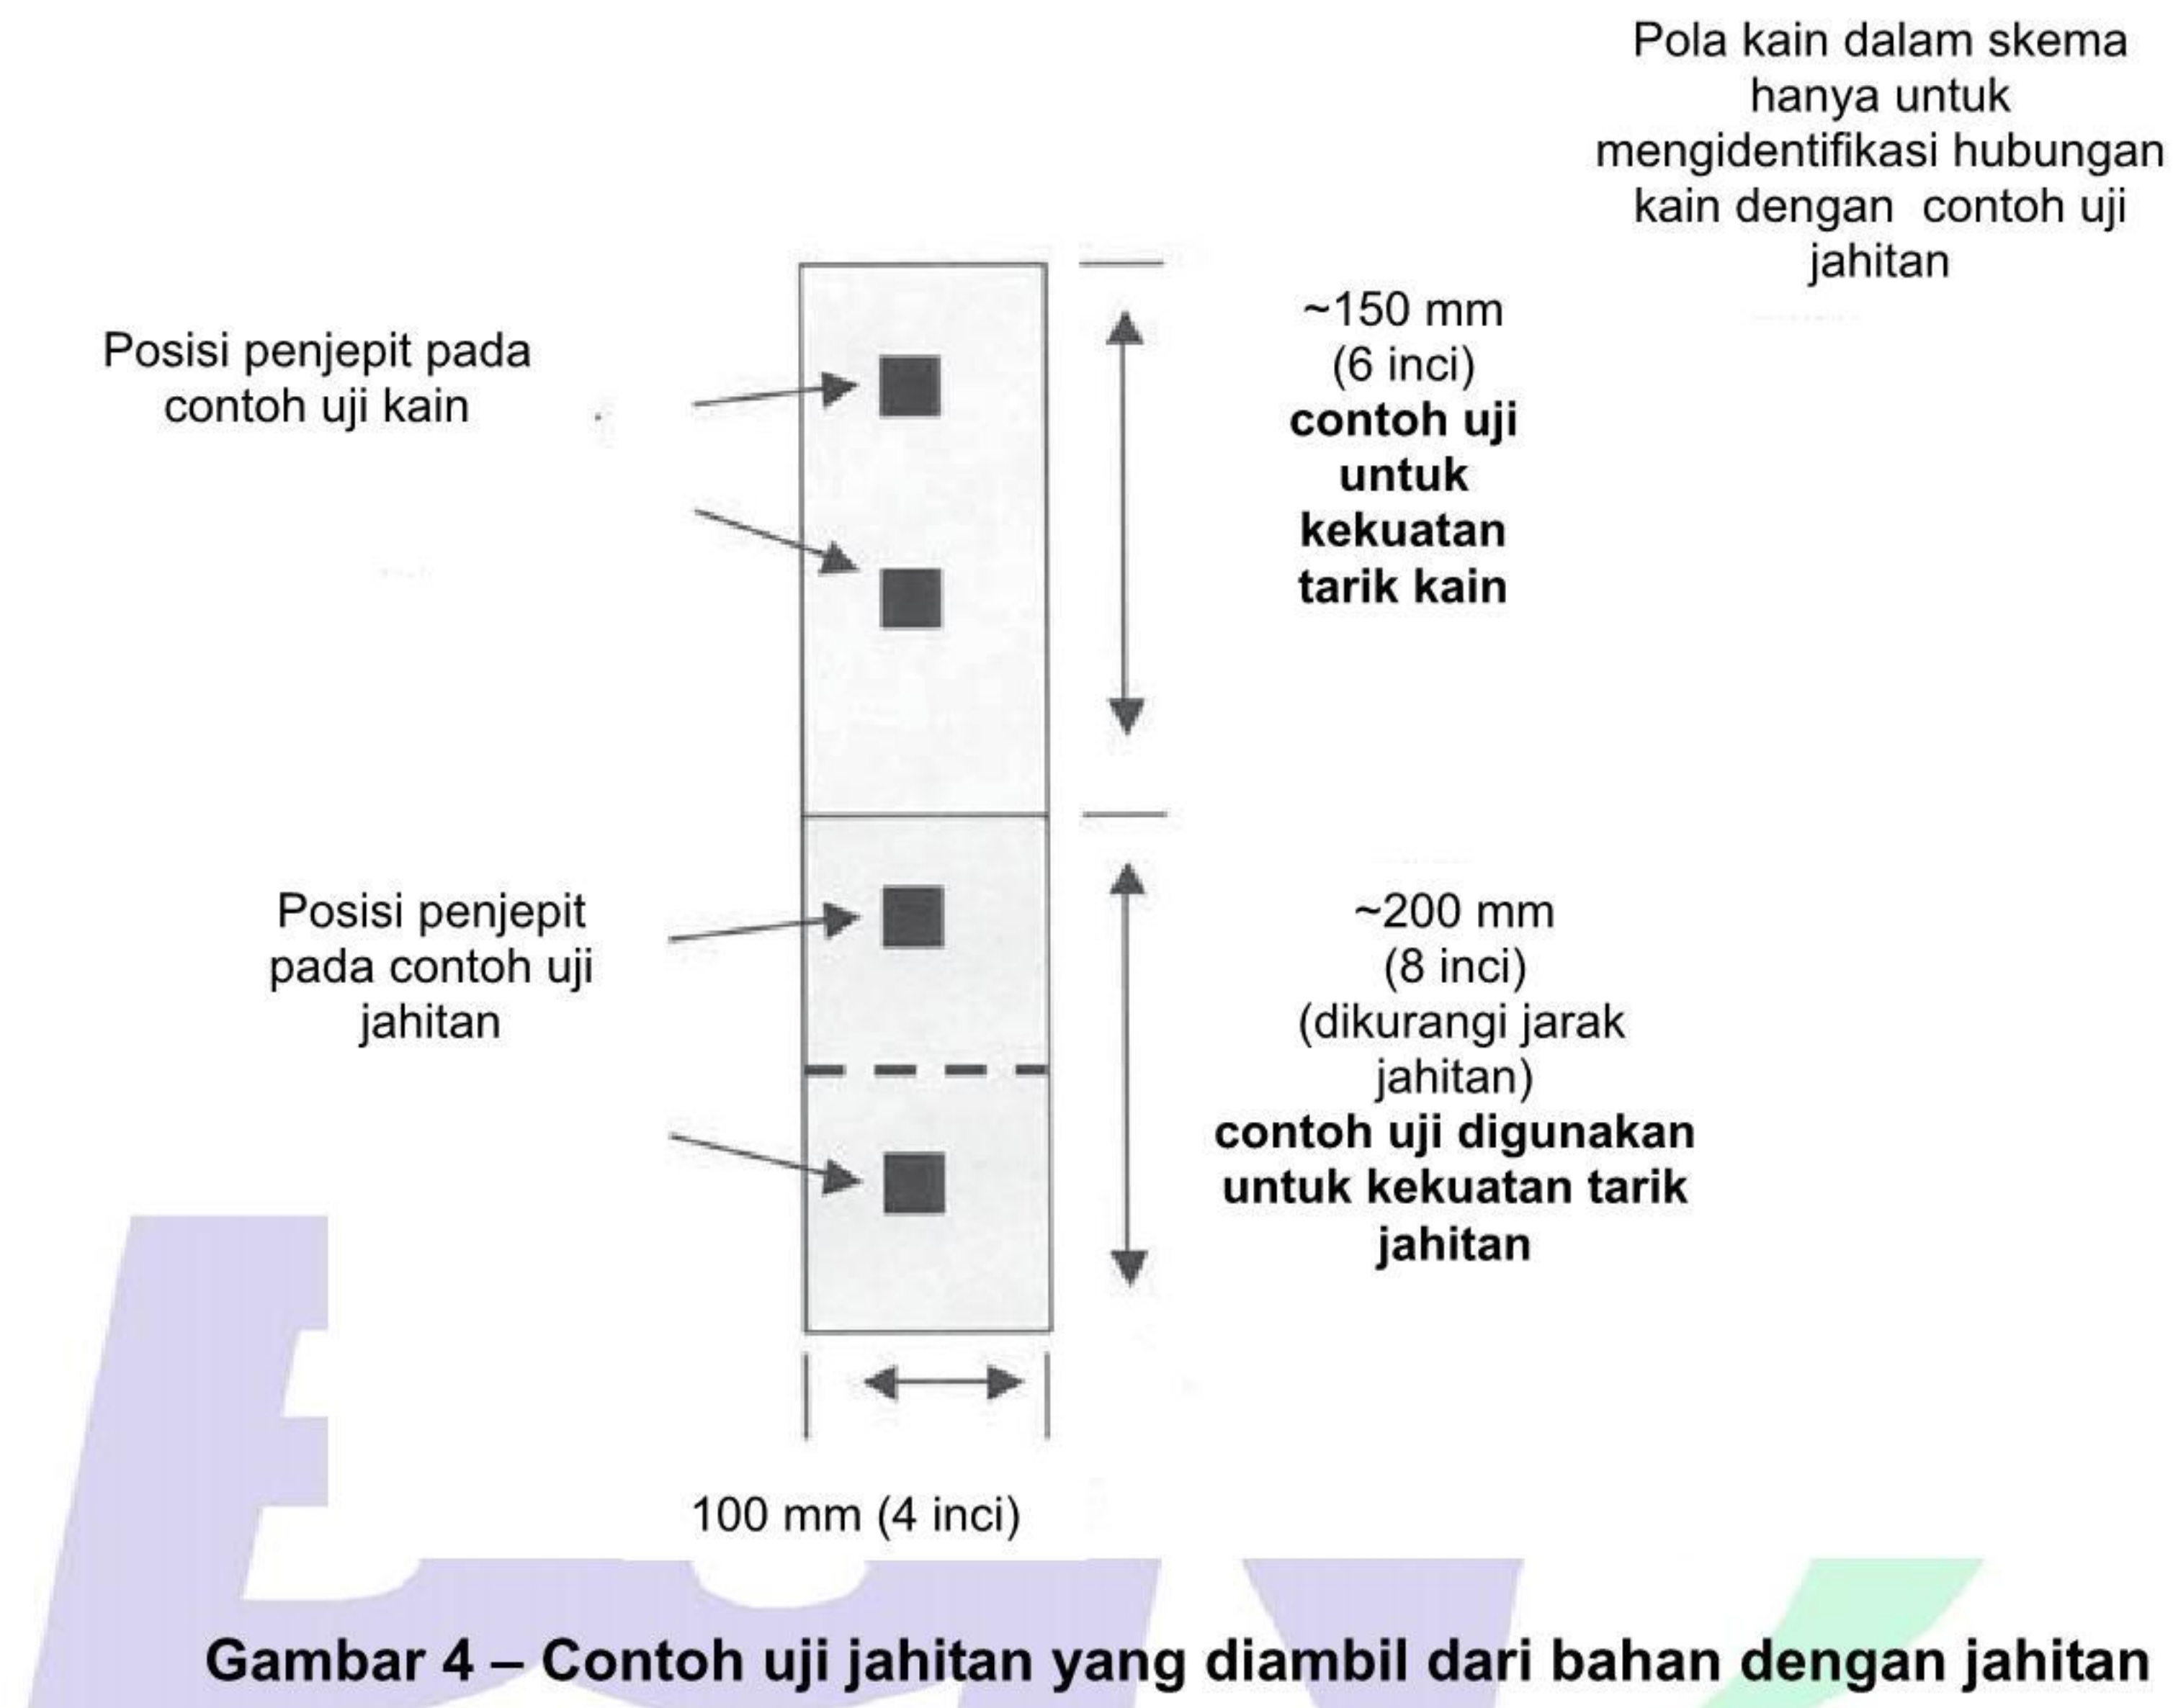 Pola kain dalam skema
hanya untuk
mengidentifikasi hubungan
kain dengan contoh uji
jahitan
Posisi penjepit pada
contoh uji kain
~150 mm
(6 inci)
contoh uji
untuk
kekuatan
tarik kain
Posisi penjepit
pada contoh uji
jahitan
~200 mm
(8 inci)
(dikurangi jarak
jahitan)
contoh uji digunakan
untuk kekuatan tarik
jahitan
100 mm (4 inci)
Gambar 4 – Contoh uji jahitan yang diambil dari bahan dengan jahitan